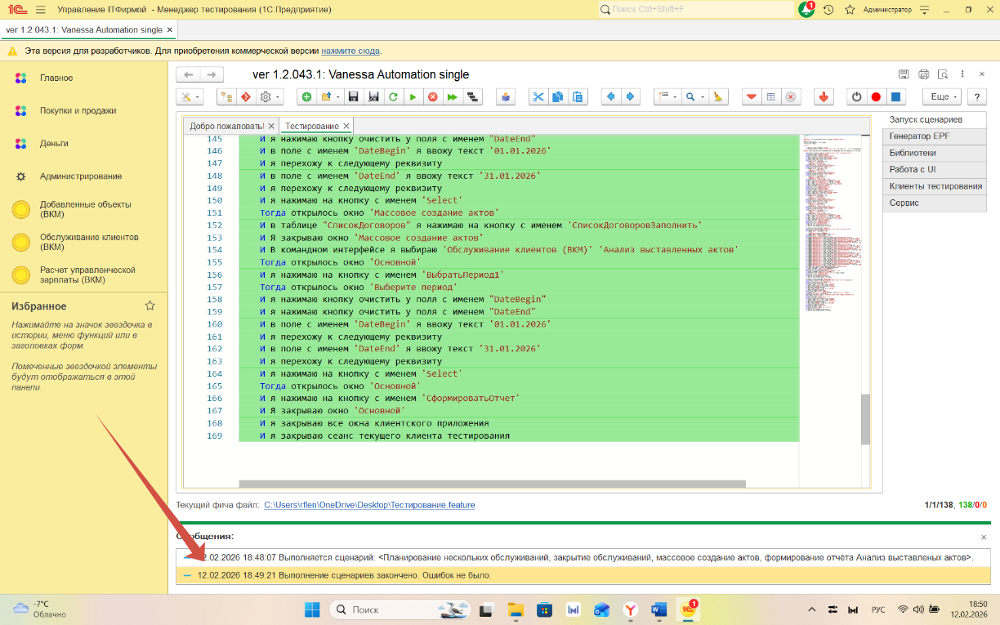 Управление ITФирмой - Менеджер тестирования (1С:Предприятие)
Поиск Ctrl+Shift+F
1
Администратор
ver 1.2.043.1: Vanessa Automation single
Эта версия для разработчиков. Для приобретения коммерческой версии нажмите сюда.
Главное
Покупки и продажи
Деньги
Администрирование
Добавленные объекты
(ВКМ)
Обслуживание клиентов
(ВКМ)
Расчет управленческой
зарплаты (ВКМ)
Избранное
Нажимайте на значок звездочка в
истории, меню функций или в
заголовках форм.
Помеченные звездочкой элементы
будут отображаться в этой
панели.
ver 1.2.043.1: Vanessa Automation single
Еще
?
Добро пожаловать!
Тестирование
145 И я нажимаю кнопку очистить у поля с именем "DateEnd"
146 И в поле с именем 'DateBegin' я ввожу текст '01.01.2026'
147 И я перехожу к следующему реквизиту
148 И в поле с именем 'DateEnd' я ввожу текст '31.01.2026'
149 И я перехожу к следующему реквизиту
150 И я нажимаю на кнопку с именем 'Select'
151 Тогда открылось окно 'Массовое создание актов'
152 И в таблице "СписокДоговоров" я нажимаю на кнопку с именем 'СписокДоговоровЗаполнить'
153 И я закрываю окно 'Массовое создание актов'
154 И В командном интерфейсе я выбираю 'Обслуживание клиентов (ВКМ)' 'Анализ выставленных актов'
155 Тогда открылось окно 'Основной'
156 И я нажимаю на кнопку с именем 'ВыбратьПериод1'
157 Тогда открылось окно 'Выберите период'
158 И я нажимаю кнопку очистить у поля с именем "DateBegin"
159 И я нажимаю кнопку очистить у поля с именем "DateEnd"
160 И в поле с именем 'DateBegin' я ввожу текст '01.01.2026'
161 И я перехожу к следующему реквизиту
162 И в поле с именем 'DateEnd' я ввожу текст '31.01.2026'
163 И я перехожу к следующему реквизиту
164 И я нажимаю на кнопку с именем 'Select'
165 Тогда открылось окно 'Основной'
166 И я нажимаю на кнопку с именем 'СформироватьОтчет'
167 И Я закрываю окно 'Основной'
168 И я закрываю все окна клиентского приложения
169 И я закрываю сеанс текущего клиента тестирования
Запуск сценариев
Генератор EPF
Библиотеки
Работа с UI
Клиенты тестирования
Сервис
Текущий фича файл: C:\Users\rflen\OneDrive\Desktop\Тестирование.feature
1/1/138, 138/0/0
Сообщения:
12.02.2026 18:48:07 Выполняется сценарий: <Планирование нескольких обслуживаний, закрытие обслуживаний, массовое создание актов, формирование отчёта Анализ выставленых актов>.
12.02.2026 18:49:21 Выполнение сценариев закончено. Ошибок не было.
-7°C
Облачно
Поиск
1
РУС
18:50
12.02.2026